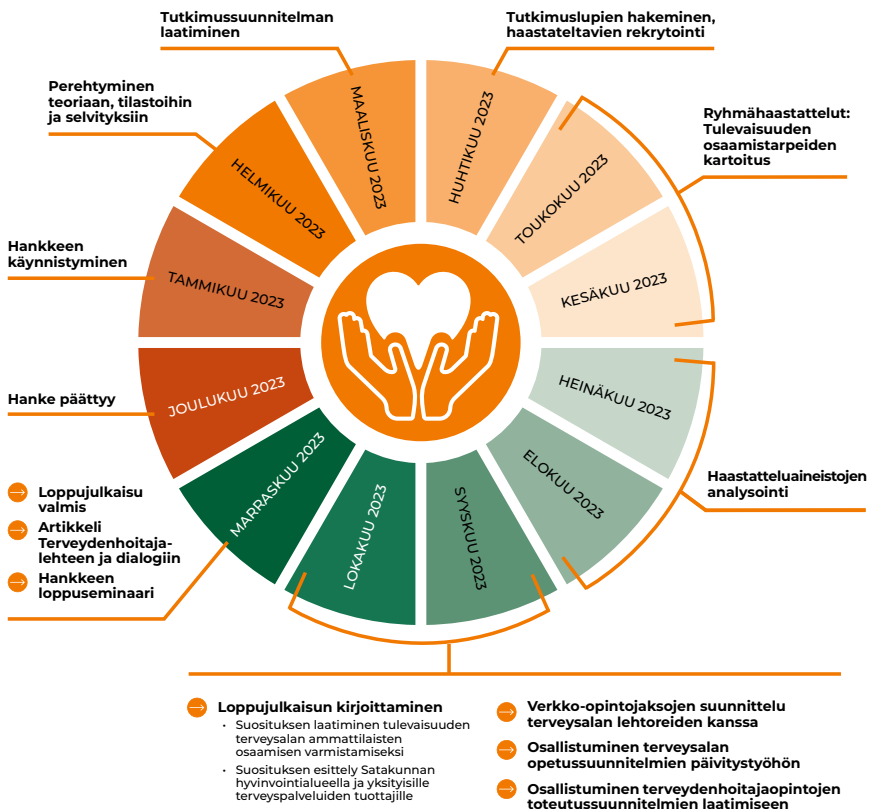 Tutkimussuunnitelman
laatiminen
Tutkimuslupien hakeminen,
haastateltavien rekrytointi
Perehtyminen
teoriaan, tilastoihin
ja selvityksiin
Ryhmähaastattelut:
Tulevaisuuden
osaamistarpeiden
kartoitus
MAALISKUU 2023
HUHTIKUU 2023
HELMIKUU 2023
TOUKOKUU 2023
Hankkeen
käynnistyminen
TAMMIKUU 2023
KESÄKUU 2023
Hanke päättyy
JOULUKUU 2023
HEINÄKUU 2023
MARRASKUU 2023
ELOKUU 2023
LOKAKUU 2023
SYYSKUU 2023
Haastatteluaineistojen
analysointi
Loppujulkaisu
valmis
Artikkeli
Terveydenhoitaja-
lehteen ja dialogiin
Hankkeen
loppuseminaari
Loppujulkaisun kirjoittaminen
· Suosituksen laatiminen tulevaisuuden
terveysalan ammattilaisten
osaamisen varmistamiseksi
· Suosituksen esittely Satakunnan
hyvinvointialueella ja yksityisille
terveyspalveluiden tuottajille
Verkko-opintojaksojen suunnittelu
terveysalan lehtoreiden kanssa
Osallistuminen terveysalan
opetussuunnitelmien päivitystyöhön
Osallistuminen terveydenhoitajaopintojen
toteutussuunnitelmien laatimiseen